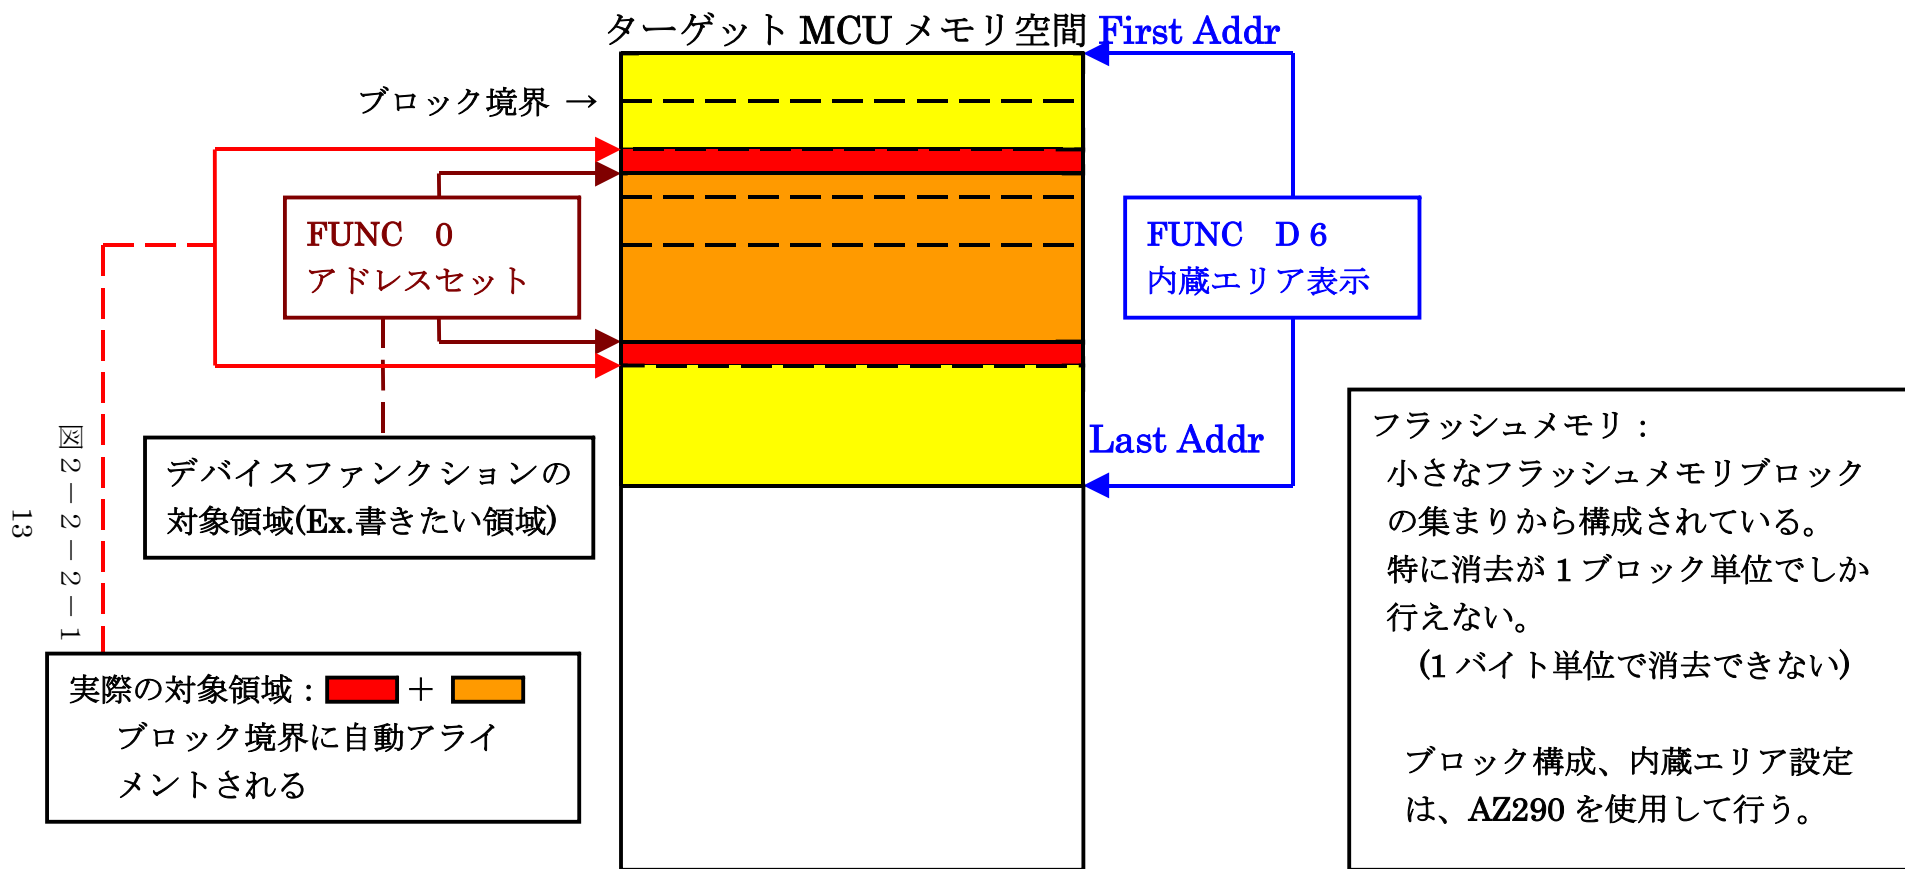 ターゲット MCU メモリ空間
First Addr
ブロック境界 →
FUNC 0
アドレスセット
FUNC D 6
内蔵エリア表示
Last Addr
デバイスファンクションの
対象領域(Ex.書きたい領域)
フラッシュメモリ：
小さなフラッシュメモリブロック
の集まりから構成されている。
特に消去が 1 ブロック単位でしか
行えない。
(1 バイト単位で消去できない)
ブロック構成、内蔵エリア設定
は、AZ290 を使用して行う。
実際の対象領域： ＋
ブロック境界に自動アライ
メントされる
図２－２－２－１
13